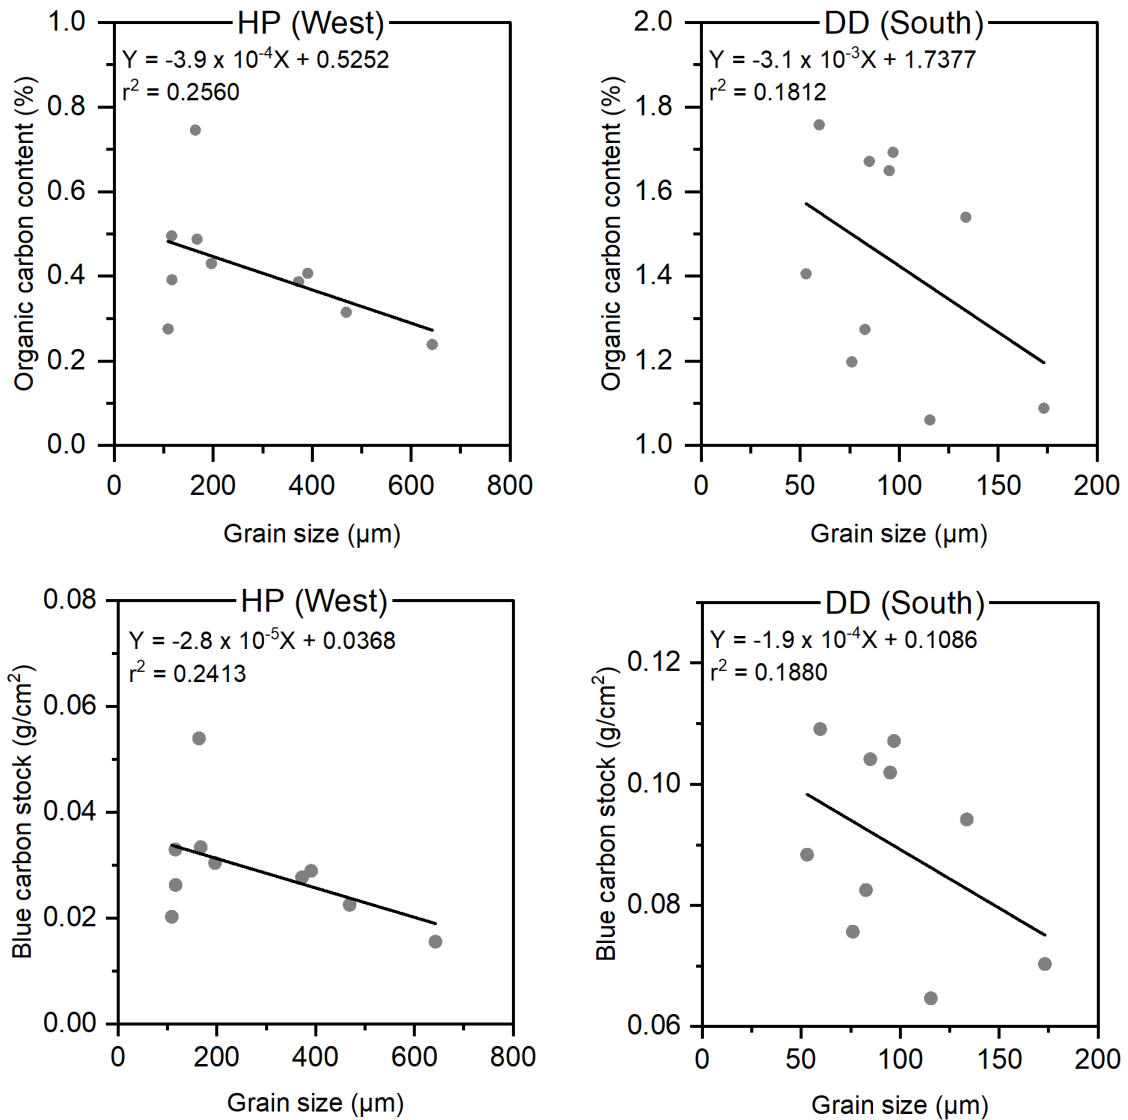 HP (West)
Y = -3.9 x 10-4X + 0.5252
r2 = 0.2560
Organic carbon content (%)
1.0
0.8
0.6
0.4
0.2
0.0
0 200 400 600 800
Grain size (µm)
DD (South)
Y = -3.1 x 10-3X + 1.7377
r2 = 0.1812
Organic carbon content (%)
2.0
1.8
1.6
1.4
1.2
1.0
0 50 100 150 200
Grain size (µm)
HP (West)
Y = -2.8 x 10-5X + 0.0368
r2 = 0.2413
Blue carbon stock (g/cm2)
0.08
0.06
0.04
0.02
0.00
0 200 400 600 800
Grain size (µm)
DD (South)
Y = -1.9 x 10-4X + 0.1086
r2 = 0.1880
Blue carbon stock (g/cm2)
0.12
0.10
0.08
0.06
0 50 100 150 200
Grain size (µm)